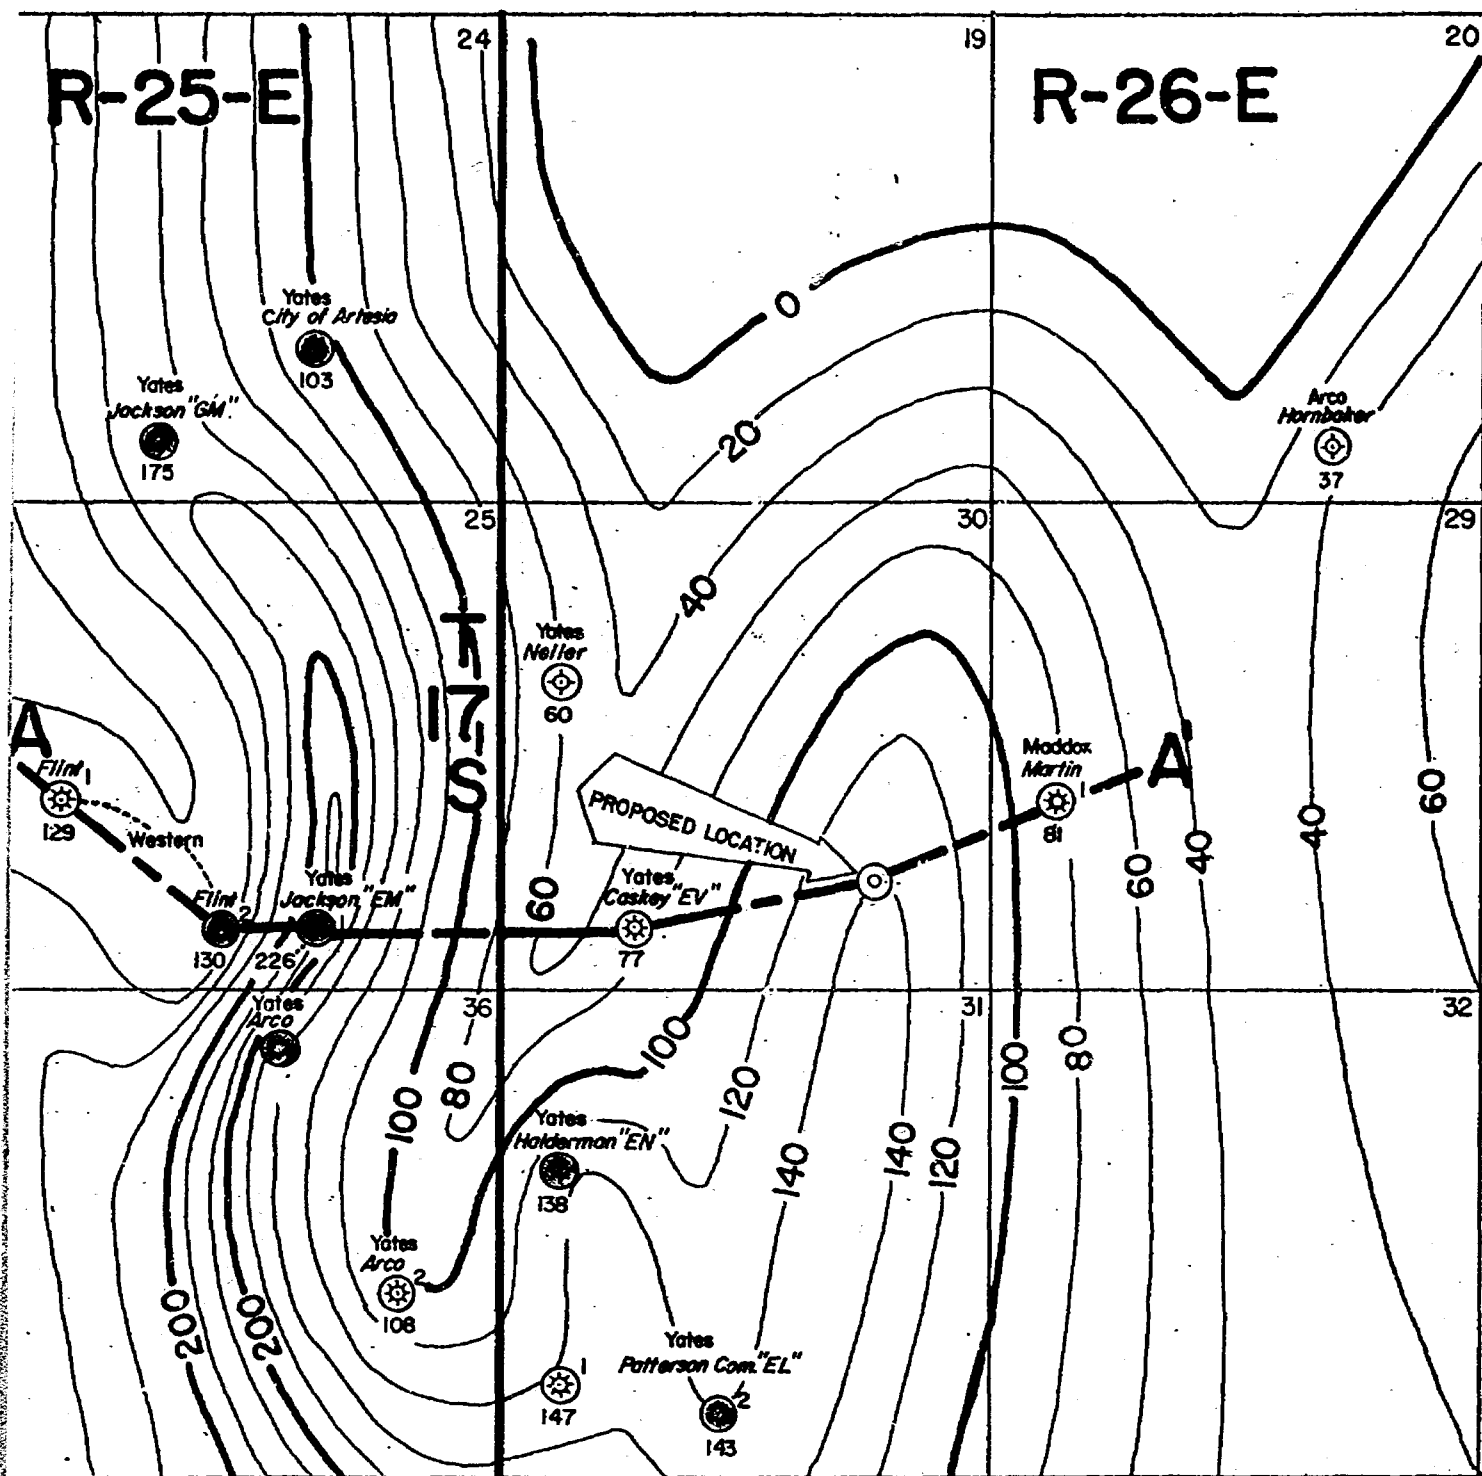 24
19
20
R-25-E
R-26-E
0
Yates
City of Artesia
103
Yates
Jackson "GM"
175
20
Arco
Hornbaker
37
25
30
29
40
T
17
S
Yates
Neller
60
A
Flint 1
129
Western
PROPOSED LOCATION
Maddox
Martin
1
81
A'
60
40
40
60
Flint 2
130
Yates
Jackson "EM"
1
226
60
Yates
Caskey "EV"
77
36
31
32
Yates
Arco
100
80
100
120
140
140
120
100
80
Yates
Halderman "EN"
138
Yates
Arco 2
108
200
200
1
147
Yates
Patterson Com. "EL"
2
143